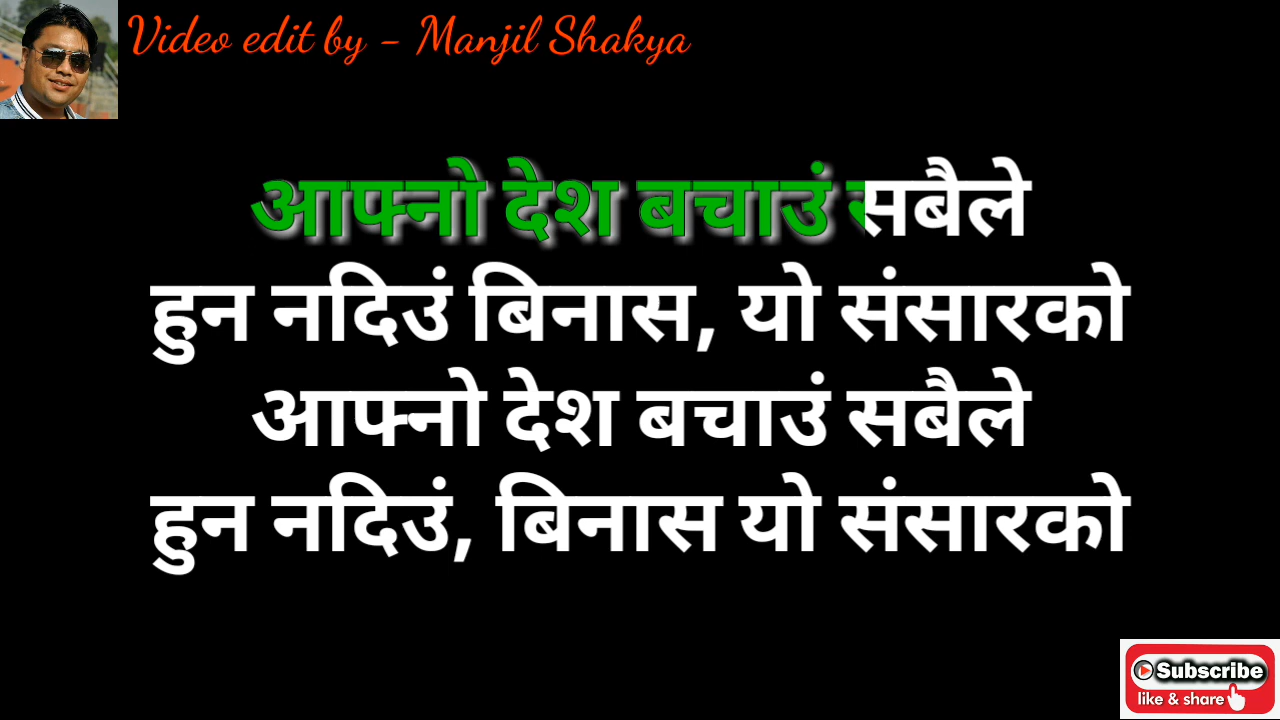 Video edit by - Manjil Shakya
आफ्नो देश बचाउं सबैले
हुन नदिउं बिनास, यो संसारको
आफ्नो देश बचाउं सबैले
हुन नदिउं, बिनास यो संसारको
Subscribe
like & share